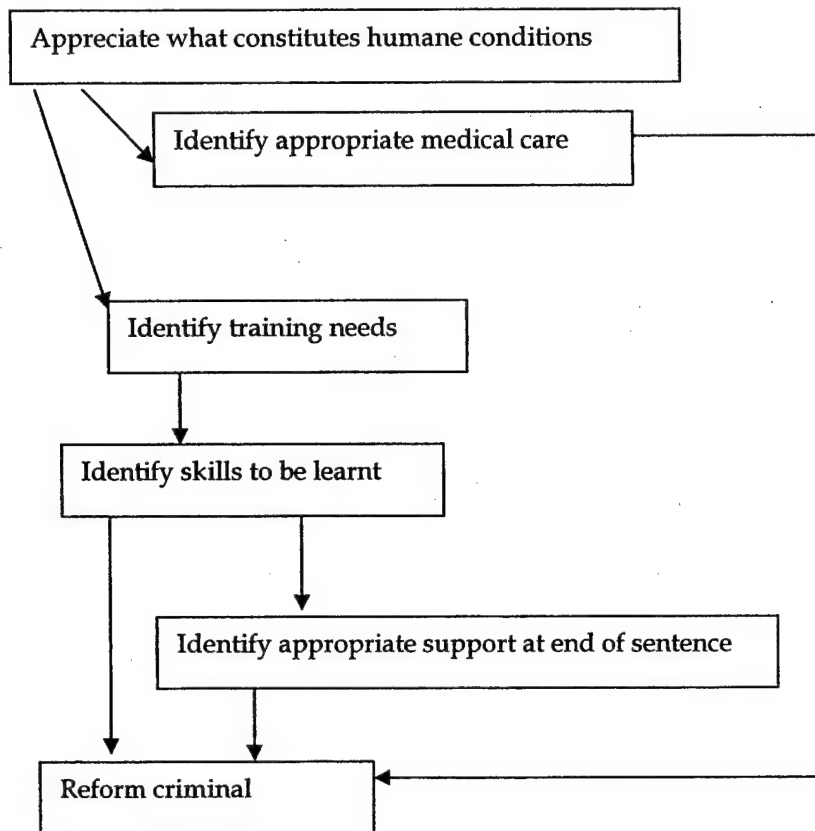 Appreciate what constitutes humane conditions
Identify appropriate medical care
Identify training needs
Identify skills to be learnt
Identify appropriate support at end of sentence
Reform criminal